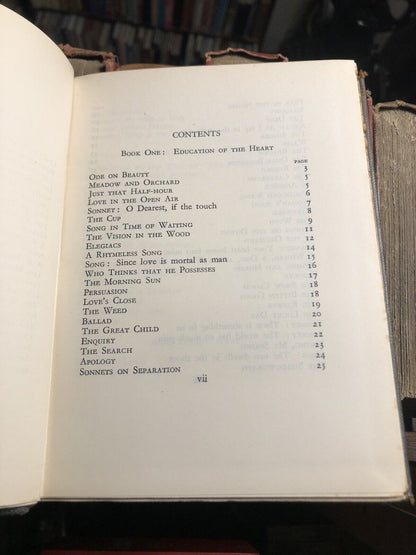 CONTENTS
BOOK ONE: EDUCATION OF THE HEART
PAGE
ODE ON BEAUTY 3
MEADOW AND ORCHARD 5
JUST THAT HALF-HOUR 5
LOVE IN THE OPEN AIR 6
SONNET: O Dearest, if the touch 7
THE CUP 8
SONG IN TIME OF WAITING 9
THE VISION IN THE WOOD 11
ELEGIACS 12
A RHYMELESS SONG 14
SONG: Since love is mortal as man 15
WHO THINKS THAT HE POSSESSES 16
THE MORNING SUN 17
PERSUASION 18
LOVE'S CLOSE 18
THE WEED 19
BALLAD 20
THE GREAT CHILD 21
ENQUIRY 22
THE SEARCH 23
APOLOGY 24
SONNETS ON SEPARATION 25
vii